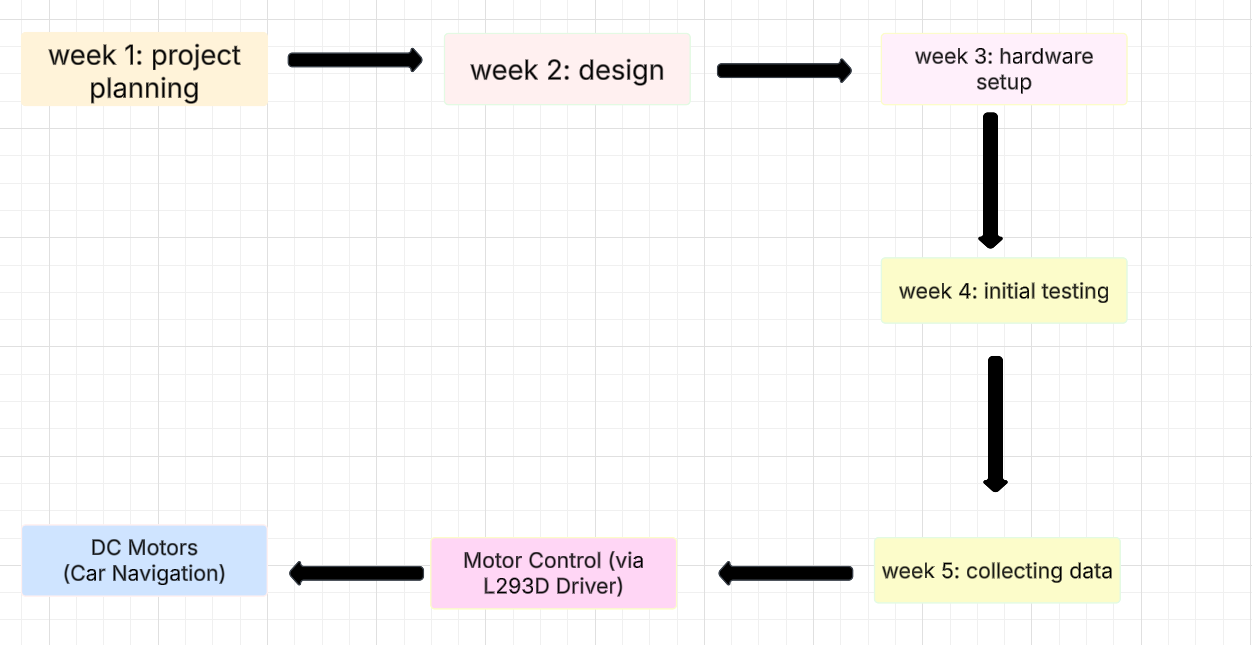 week 1: project
planning
week 2: design
week 3: hardware
setup
week 4: initial testing
week 5: collecting data
Motor Control (via
L293D Driver)
DC Motors
(Car Navigation)